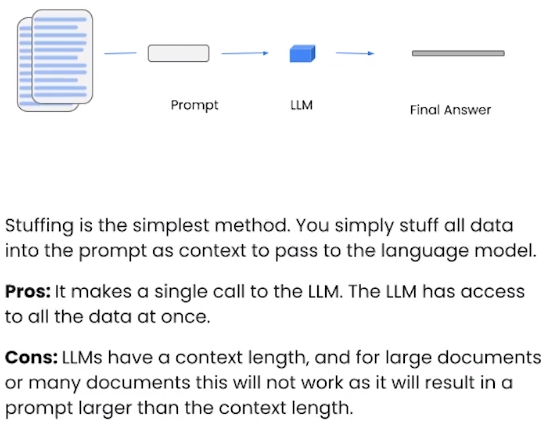 Prompt
LLM
Final Answer
Stuffing is the simplest method. You simply stuff all data
into the prompt as context to pass to the language model.
Pros: It makes a single call to the LLM. The LLM has access
to all the data at once.
Cons: LLMs have a context length, and for large documents
or many documents this will not work as it will result in a
prompt larger than the context length.